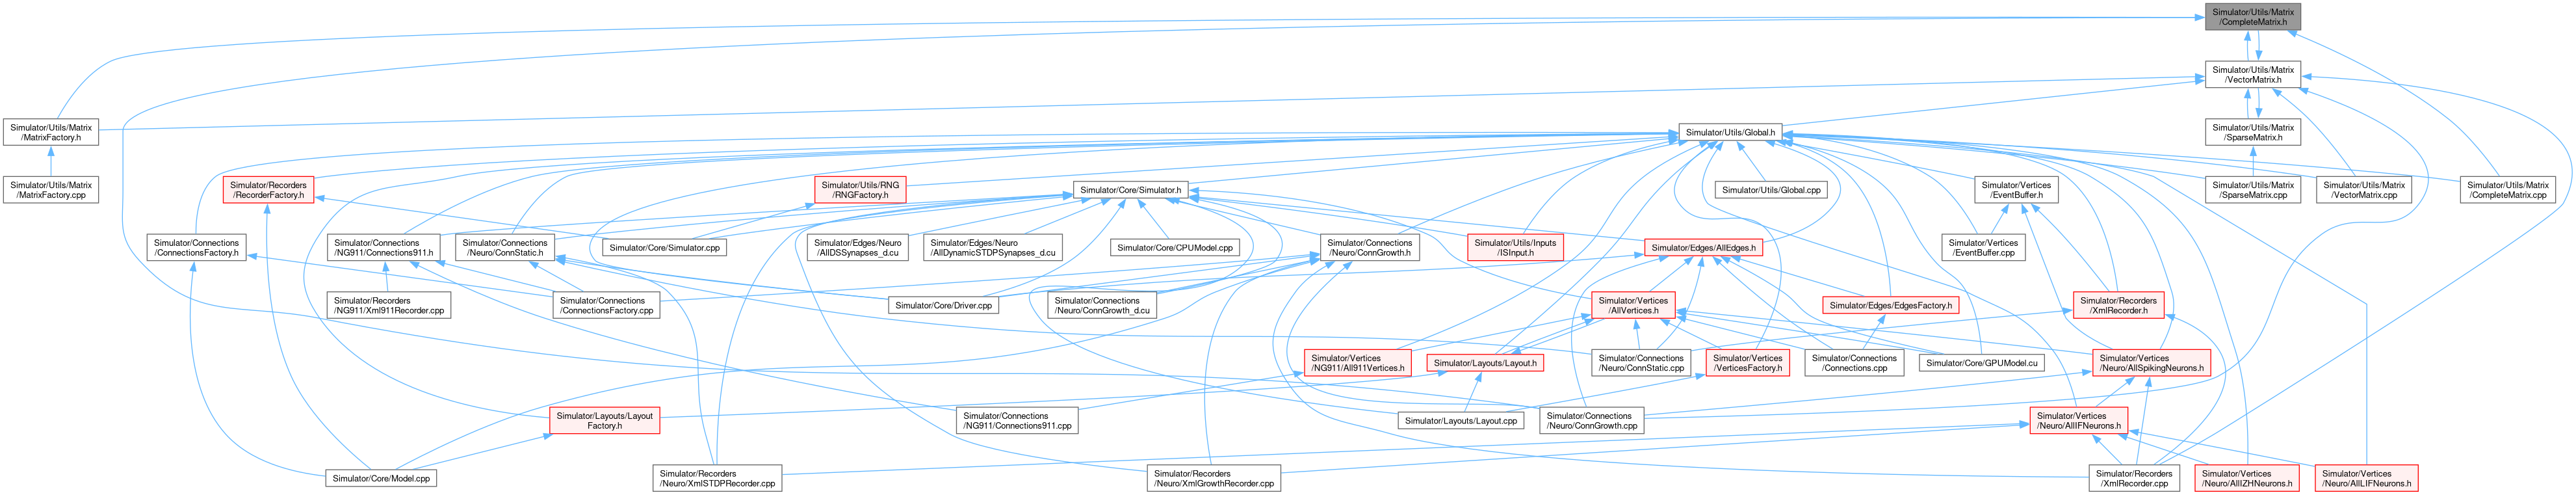 Simulator/Utils/Matrix
/CompleteMatrix.h
Simulator/Utils/Matrix
/VectorMatrix.h
Simulator/Utils/Matrix
/MatrixFactory.h
Simulator/Utils/Global.h
Simulator/Utils/Matrix
/SparseMatrix.h
Simulator/Utils/Matrix
/MatrixFactory.cpp
Simulator/Recorders
/RecorderFactory.h
Simulator/Utils/RNG
/RNGFactory.h
Simulator/Core/Simulator.h
Simulator/Utils/Global.cpp
Simulator/Vertices
/EventBuffer.h
Simulator/Utils/Matrix
/SparseMatrix.cpp
Simulator/Utils/Matrix
/VectorMatrix.cpp
Simulator/Utils/Matrix
/CompleteMatrix.cpp
Simulator/Connections
/ConnectionsFactory.h
Simulator/Connections
/NG911/Connections911.h
Simulator/Connections
/Neuro/ConnStatic.h
Simulator/Core/Simulator.cpp
Simulator/Edges/Neuro
/AllDSSynapses_d.cu
Simulator/Edges/Neuro
/AllDynamicSTDPSynapses_d.cu
Simulator/Core/CPUModel.cpp
Simulator/Connections
/Neuro/ConnGrowth.h
Simulator/Utils/Inputs
/ISInput.h
Simulator/Edges/AllEdges.h
Simulator/Vertices
/EventBuffer.cpp
Simulator/Recorders
/NG911/Xml911Recorder.cpp
Simulator/Connections
/ConnectionsFactory.cpp
Simulator/Core/Driver.cpp
Simulator/Connections
/Neuro/ConnGrowth_d.cu
Simulator/Vertices
/AllVertices.h
Simulator/Edges/EdgesFactory.h
Simulator/Recorders
/XmlRecorder.h
Simulator/Vertices
/NG911/All911Vertices.h
Simulator/Layouts/Layout.h
Simulator/Connections
/Neuro/ConnStatic.cpp
Simulator/Vertices
/VerticesFactory.h
Simulator/Connections
/Connections.cpp
Simulator/Core/GPUModel.cu
Simulator/Vertices
/Neuro/AllSpikingNeurons.h
Simulator/Layouts/Layout
Factory.h
Simulator/Connections
/NG911/Connections911.cpp
Simulator/Layouts/Layout.cpp
Simulator/Connections
/Neuro/ConnGrowth.cpp
Simulator/Vertices
/Neuro/AllIFNeurons.h
Simulator/Core/Model.cpp
Simulator/Recorders
/Neuro/XmlSTDPRecorder.cpp
Simulator/Recorders
/Neuro/XmlGrowthRecorder.cpp
Simulator/Recorders
/XmlRecorder.cpp
Simulator/Vertices
/Neuro/AllIZHNeurons.h
Simulator/Vertices
/Neuro/AllLIFNeurons.h